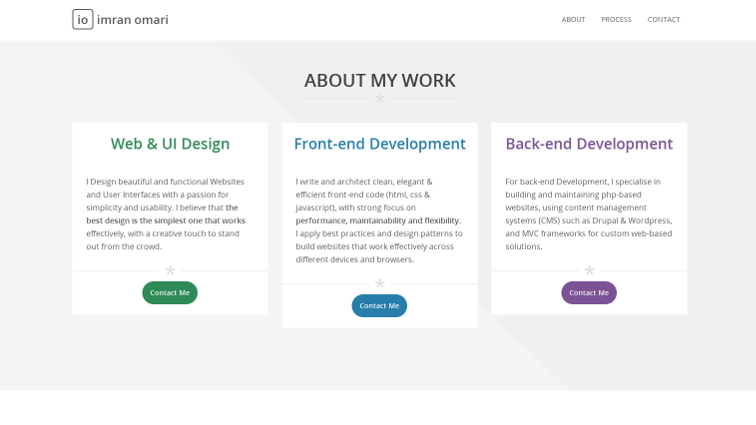 io imran omari
ABOUT PROCESS CONTACT
ABOUT MY WORK
*
Web & UI Design
I Design beautiful and functional Websites
and User Interfaces with a passion for
simplicity and usability. I believe that the
best design is the simplest one that works
effectively, with a creative touch to stand
out from the crowd.
*
Contact Me
Front-end Development
I write and architect clean, elegant &
efficient front-end code (html, css &
javascript), with strong focus on
performance, maintainability and flexibility.
I apply best practices and design patterns to
build websites that work effectively across
different devices and browsers.
*
Contact Me
Back-end Development
For back-end Development, I specialise in
building and maintaining php-based
websites, using content management
systems (CMS) such as Drupal & Wordpress,
and MVC frameworks for custom web-based
solutions.
*
Contact Me